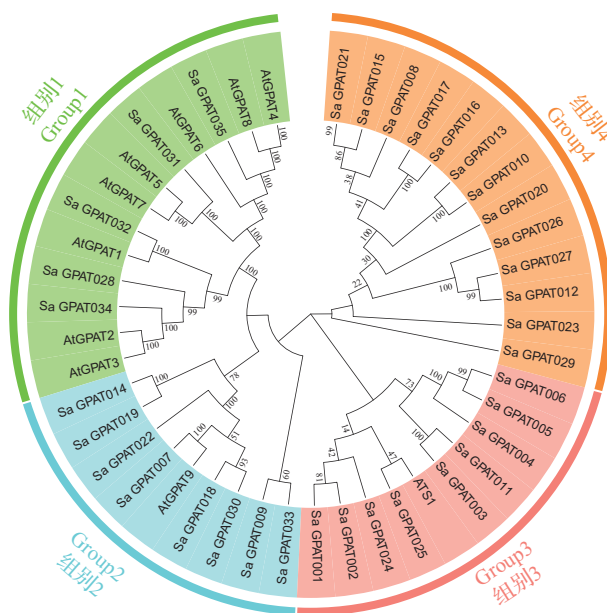 组别1
Group1
AtGPAT4
AtGPAT8
Sa GPAT035
AtGPAT6
Sa GPAT031
AtGPAT5
AtGPAT7
Sa GPAT032
AtGPAT1
Sa GPAT028
Sa GPAT034
AtGPAT2
AtGPAT3
100
100
100
100
100
100
100
100
100
99
99
100
组别4
Group4
Sa GPAT021
Sa GPAT015
Sa GPAT008
Sa GPAT017
Sa GPAT016
Sa GPAT013
Sa GPAT010
Sa GPAT020
Sa GPAT026
Sa GPAT027
Sa GPAT012
Sa GPAT023
Sa GPAT029
99
86
38
100
41
100
100
30
22
100
99
Sa GPAT014
Sa GPAT019
Sa GPAT022
Sa GPAT007
AtGPAT9
Sa GPAT018
Sa GPAT030
Sa GPAT009
Sa GPAT033
100
78
100
51
100
93
60
Group2
组别2
Sa GPAT006
Sa GPAT005
Sa GPAT004
Sa GPAT011
Sa GPAT003
ATS1
Sa GPAT025
Sa GPAT024
Sa GPAT002
Sa GPAT001
99
100
73
100
14
47
42
81
Group3
组别3